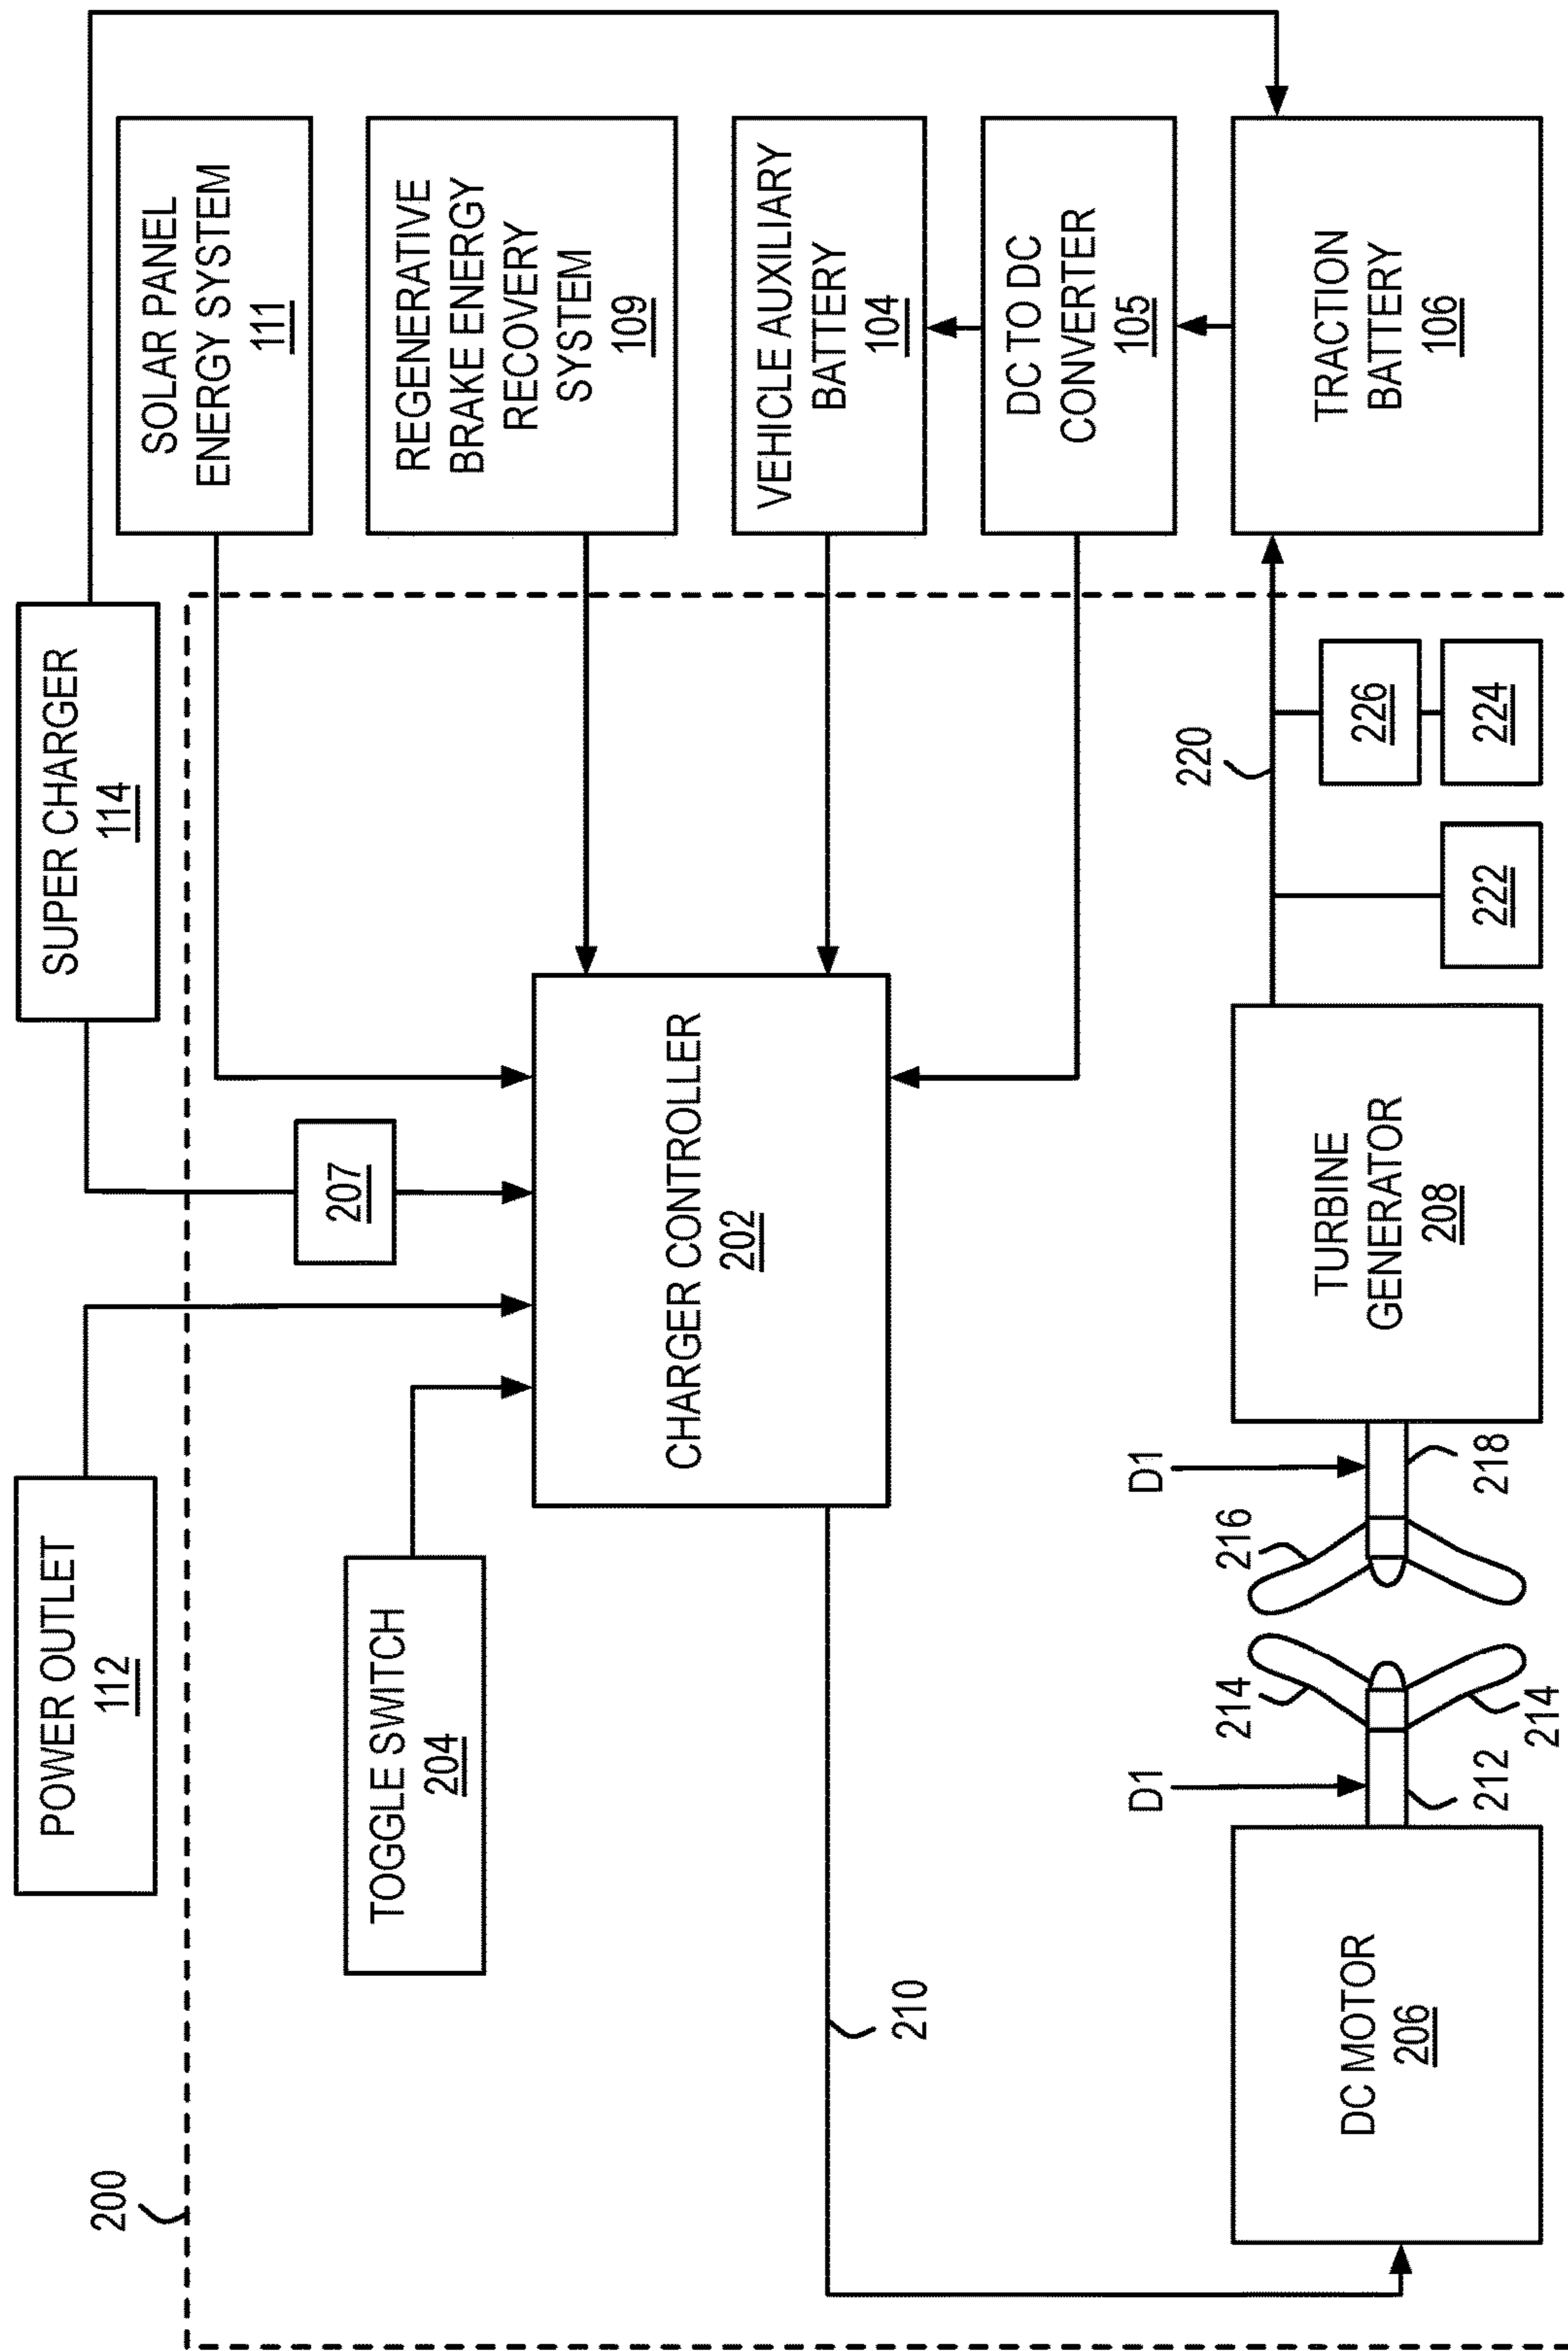 200
POWER OUTLET
112
SUPER CHARGER
114
TOGGLE SWITCH
204
207
SOLAR PANEL
ENERGY SYSTEM
111
REGENERATIVE
BRAKE ENERGY
RECOVERY
SYSTEM
109
CHARGER CONTROLLER
202
VEHICLE AUXILIARY
BATTERY
104
210
DC TO DC
CONVERTER
105
D1
D1
220
214
216
DC MOTOR
206
TURBINE
GENERATOR
208
TRACTION
BATTERY
106
226
212
214
218
222
224